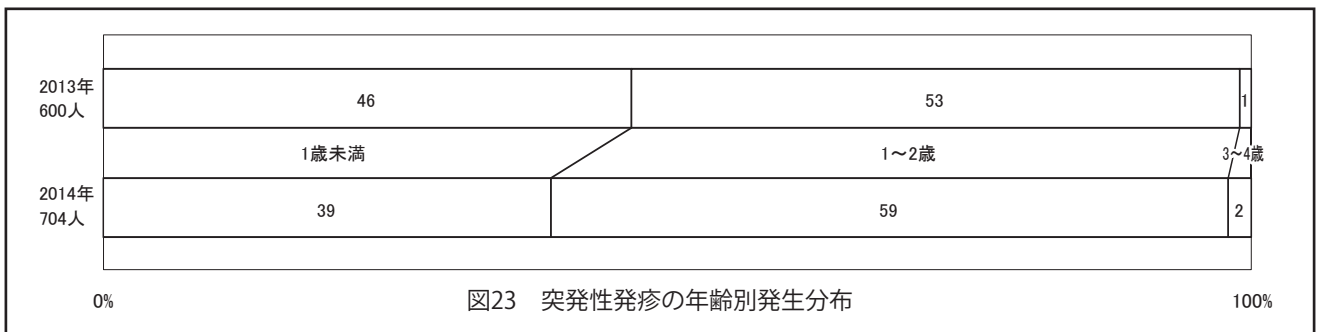 2013年
600人
46
53
1
1歳未満
1～2歳
3～4歳
2014年
704人
39
59
2
0%
図23 突発性発疹の年齢別発生分布
100%